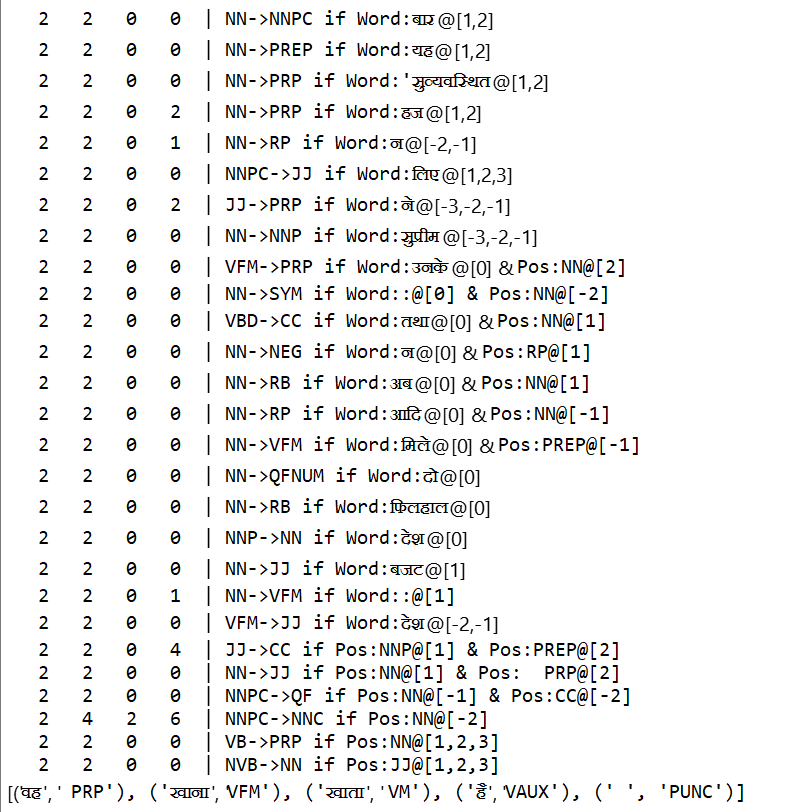 2 2 0 0 | NN->NNPC if Word:बार@[1,2]
2 2 0 0 | NN->PREP if Word:यह@[1,2]
2 2 0 0 | NN->PRP if Word:'सुव्यवस्थित@[1,2]
2 2 0 2 | NN->PRP if Word:हज@[1,2]
2 2 0 1 | NN->RP if Word:न@[-2,-1]
2 2 0 0 | NNPC->JJ if Word:लिए@[1,2,3]
2 2 0 2 | JJ->PRP if Word:ने@[-3,-2,-1]
2 2 0 0 | NN->NNP if Word:सुप्रीम@[-3,-2,-1]
2 2 0 0 | VFM->PRP if Word:उनके@[0] & Pos:NN@[2]
2 2 0 0 | NN->SYM if Word::@[0] & Pos:NN@[-2]
2 2 0 0 | VBD->CC if Word:तथा@[0] & Pos:NN@[1]
2 2 0 0 | NN->NEG if Word:न@[0] & Pos:RP@[1]
2 2 0 0 | NN->RB if Word:अब@[0] & Pos:NN@[1]
2 2 0 0 | NN->RP if Word:आदि@[0] & Pos:NN@[-1]
2 2 0 0 | NN->VFM if Word:मिले@[0] & Pos:PREP@[-1]
2 2 0 0 | NN->QFNUM if Word:दो@[0]
2 2 0 0 | NN->RB if Word:फिलहाल@[0]
2 2 0 0 | NNP->NN if Word:देश@[0]
2 2 0 0 | NN->JJ if Word:बजट@[1]
2 2 0 1 | NN->VFM if Word::@[1]
2 2 0 0 | VFM->JJ if Word:देश@[-2,-1]
2 2 0 4 | JJ->CC if Pos:NNP@[1] & Pos:PREP@[2]
2 2 0 0 | NN->JJ if Pos:NN@[1] & Pos: PRP@[2]
2 2 0 0 | NNPC->QF if Pos:NN@[-1] & Pos:CC@[-2]
2 4 2 6 | NNPC->NNC if Pos:NN@[-2]
2 2 0 0 | VB->PRP if Pos:NN@[1,2,3]
2 2 0 0 | NVB->NN if Pos:JJ@[1,2,3]
[('वह', ' PRP'), ('खाना', 'VFM'), ('खाता', 'VM'), ('है', 'VAUX'), (' ', 'PUNC')]